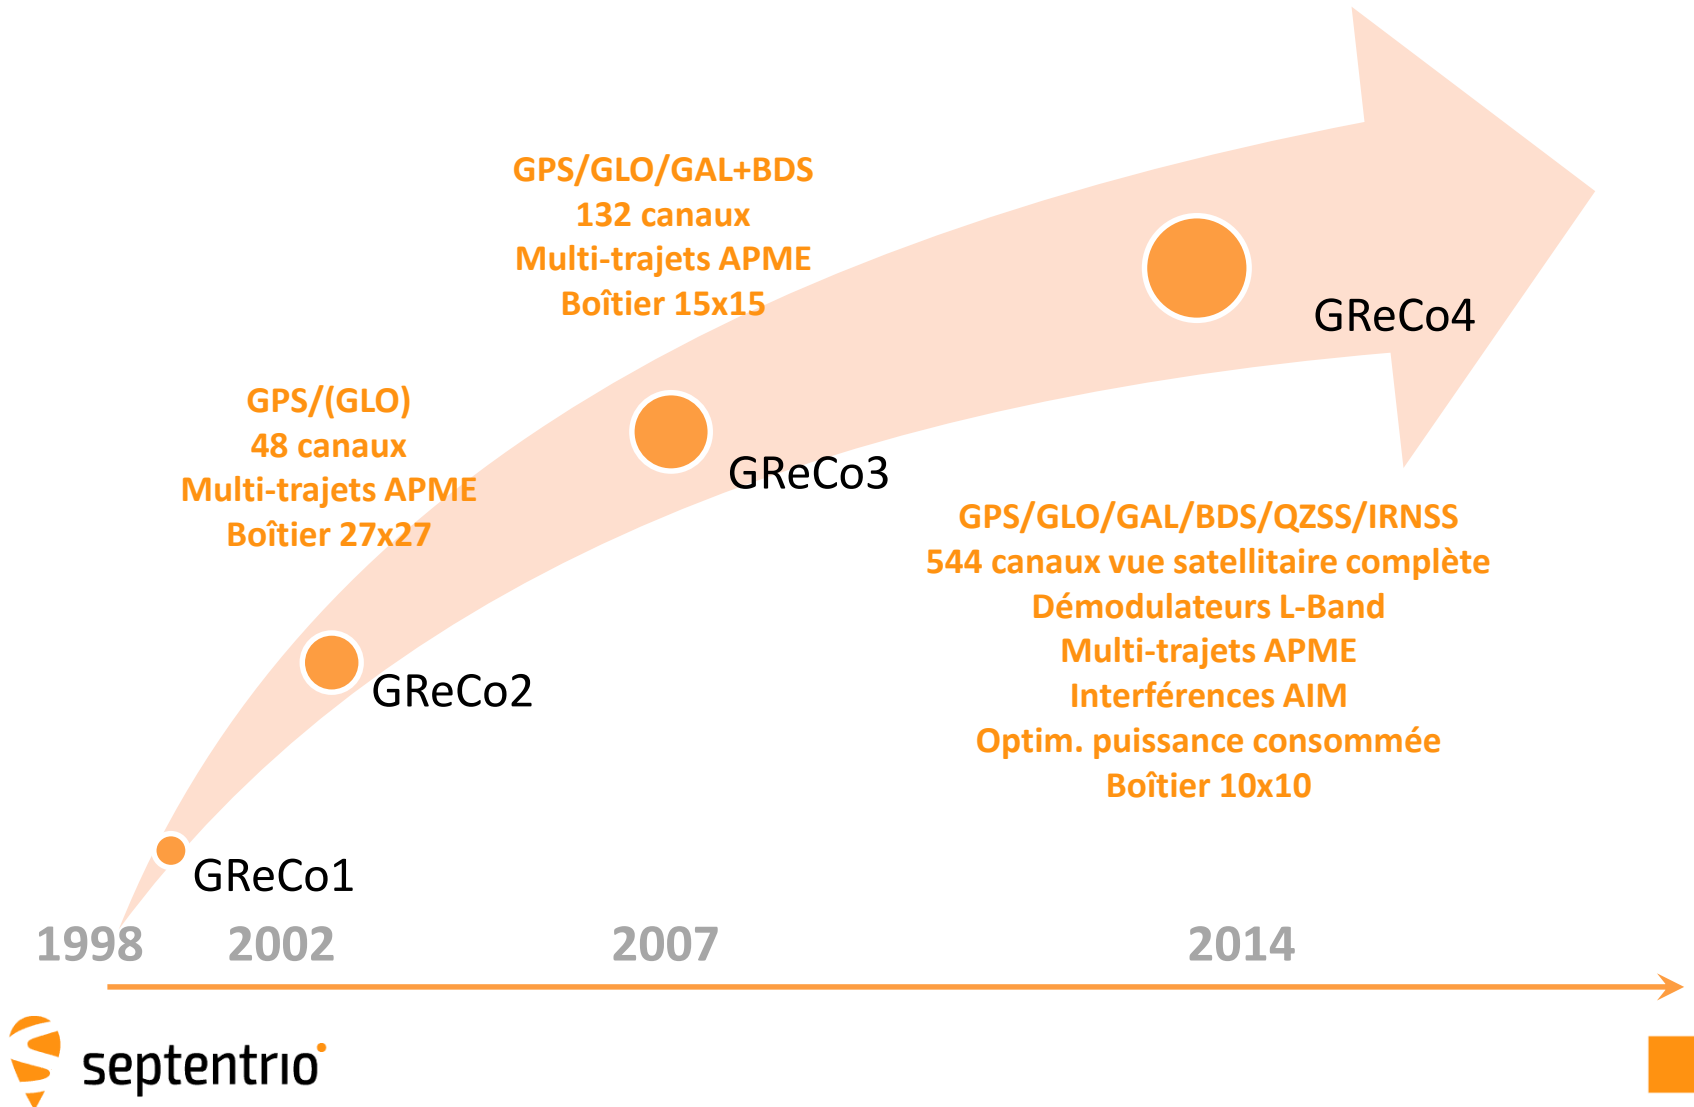 GPS/GLO/GAL+BDS
132 canaux
Multi-trajets APME
Boîtier 15x15
GReCo4
GPS/(GLO)
48 canaux
Multi-trajets APME
Boîtier 27x27
GReCo3
GPS/GLO/GAL/BDS/QZSS/IRNSS
544 canaux vue satellitaire complète
Démodulateurs L-Band
Multi-trajets APME
Interférences AIM
Optim. puissance consommée
Boîtier 10x10
GReCo2
GReCo1
1998 2002 2007 2014
septentrio